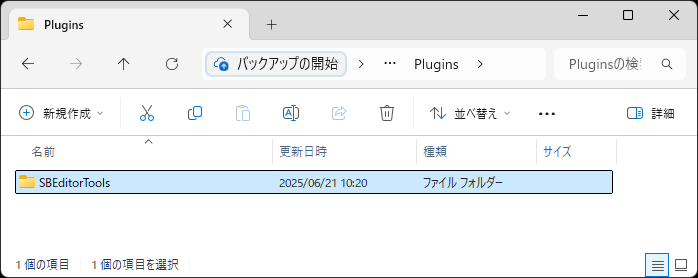 Plugins
バックアップの開始 Plugins Pluginsの検
新規作成 並べ替え 詳細
名前 更新日時 種類 サイズ
SBEditorTools 2025/06/21 10:20 ファイル フォルダー
1 個の項目 1 個の項目を選択